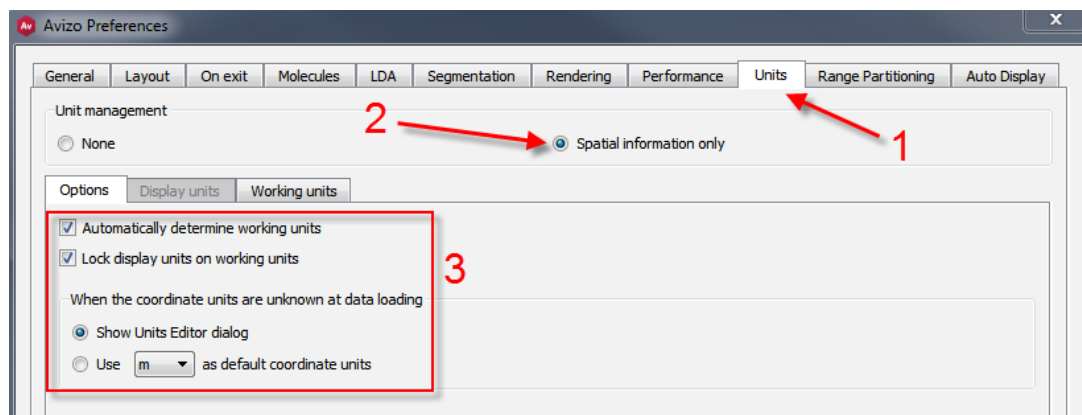 Av Avizo Preferences X
General Layout On exit Molecules LDA Segmentation Rendering Performance Units Range Partitioning Auto Display
Unit management
None
2
Spatial information only
1
Options Display units Working units
Automatically determine working units
Lock display units on working units
3
When the coordinate units are unknown at data loading
Show Units Editor dialog
Use m as default coordinate units